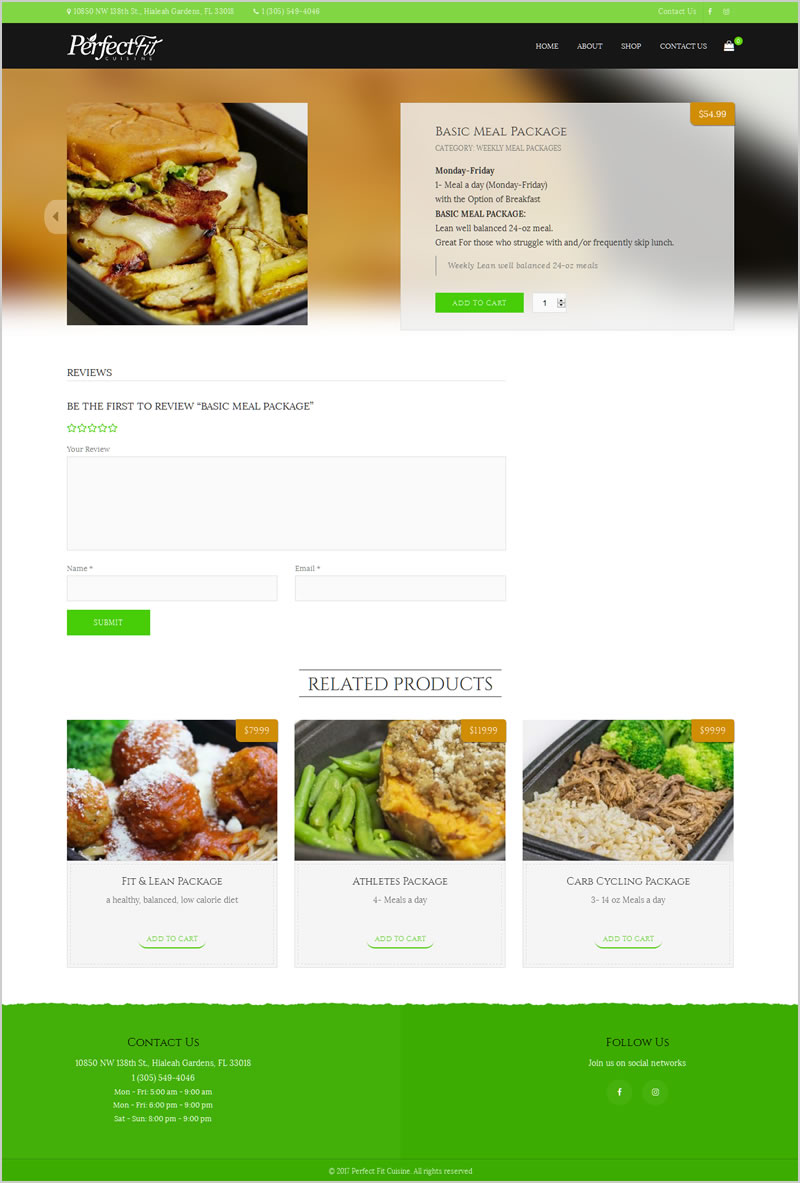 10850 NW 138th St., Hialeah Gardens, FL 33018 1 (305) 549-4046 Contact Us
PerfectFit
CUISINE
HOME ABOUT SHOP CONTACT US 0
$54.99
BASIC MEAL PACKAGE
CATEGORY: WEEKLY MEAL PACKAGES
Monday-Friday
1- Meal a day (Monday-Friday)
with the Option of Breakfast
BASIC MEAL PACKAGE:
Lean well balanced 24-oz meal.
Great For those who struggle with and/or frequently skip lunch.
Weekly Lean well balanced 24-oz meals
ADD TO CART 1
REVIEWS
BE THE FIRST TO REVIEW “BASIC MEAL PACKAGE”
Your Review
Name * Email *
SUBMIT
RELATED PRODUCTS
$79.99 $119.99 $99.99
FIT & LEAN PACKAGE ATHLETES PACKAGE CARB CYCLING PACKAGE
a healthy, balanced, low calorie diet 4- Meals a day 3- 14 oz Meals a day
ADD TO CART ADD TO CART ADD TO CART
CONTACT US FOLLOW US
10850 NW 138th St., Hialeah Gardens, FL 33018 Join us on social networks
1 (305) 549-4046
Mon - Fri: 5:00 am - 9:00 am
Mon - Fri: 6:00 pm - 9:00 pm
Sat - Sun: 8:00 pm - 9:00 pm
© 2017 Perfect Fit Cuisine. All rights reserved